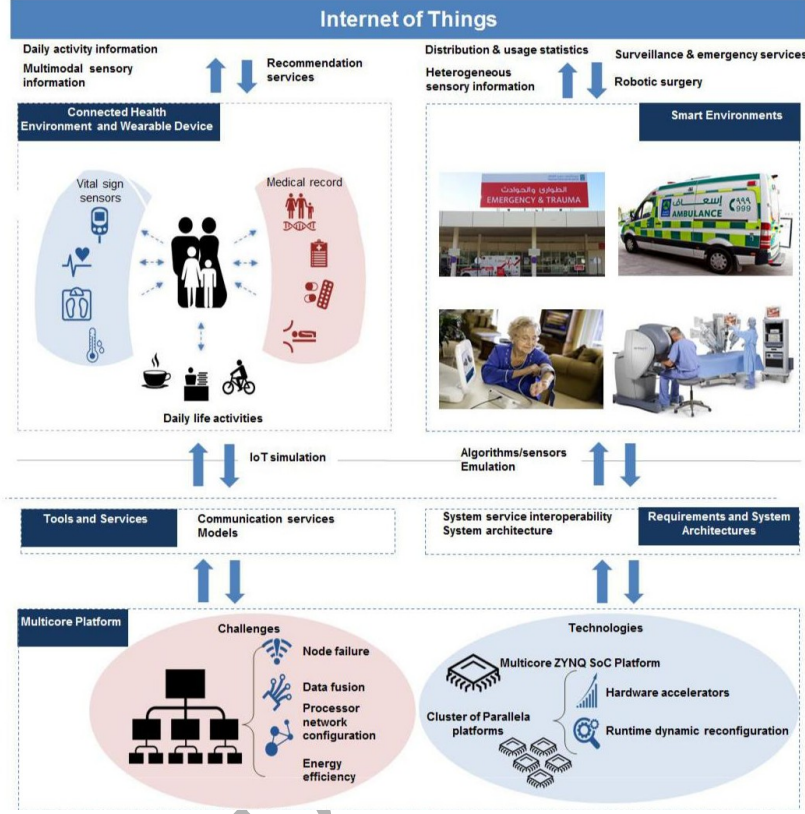 Internet of Things
Daily activity information
Multimodal sensory
information
Recommendation
services
Distribution & usage statistics
Heterogeneous
sensory information
Surveillance & emergency services
Robotic surgery
Connected Health
Environment and Wearable Device
Smart Environments
Vital sign
sensors
Medical record
الطوارئ والحوادث
EMERGENCY & TRAUMA
إسعاف
AMBULANCE
999
999
Daily life activities
IoT simulation
Algorithms/sensors
Emulation
Tools and Services
Communication services
Models
System service interoperability
System architecture
Requirements and System
Architectures
Multicore Platform
Challenges
Node failure
Data fusion
Processor
network
configuration
Energy
efficiency
Technologies
Multicore ZYNQ SoC Platform
Hardware accelerators
Cluster of Parallela
platforms
Runtime dynamic reconfiguration